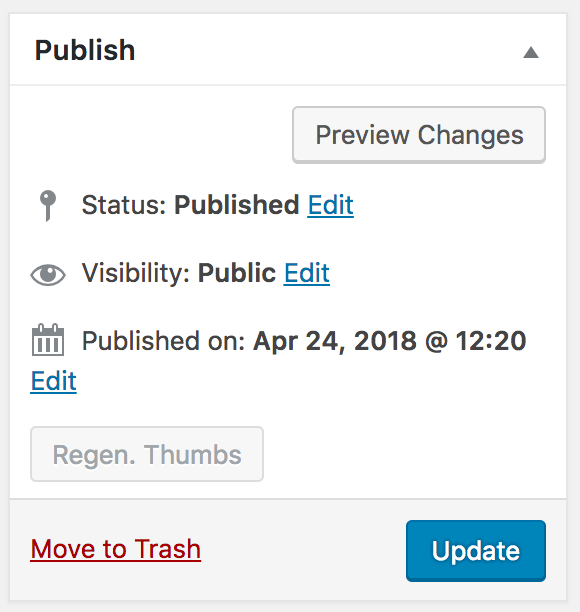 Publish
Preview Changes
Status: Published Edit
Visibility: Public Edit
Published on: Apr 24, 2018 @ 12:20
Edit
Regen. Thumbs
Move to Trash
Update